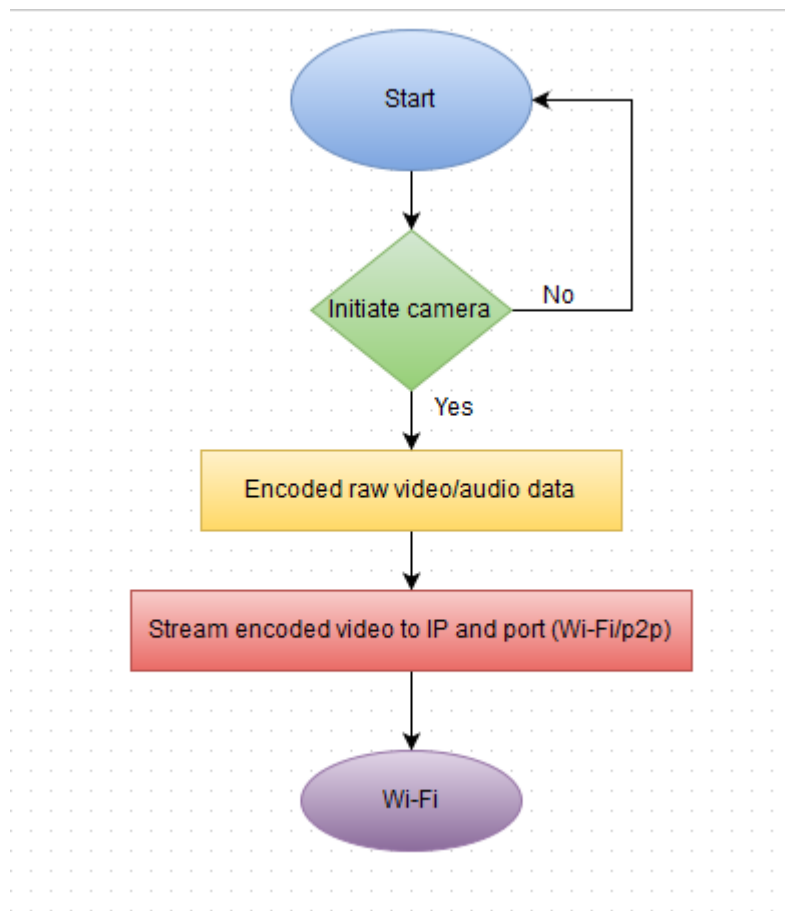 Start
Initiate camera
No
Yes
Encoded raw video/audio data
Stream encoded video to IP and port (Wi-Fi/p2p)
Wi-Fi